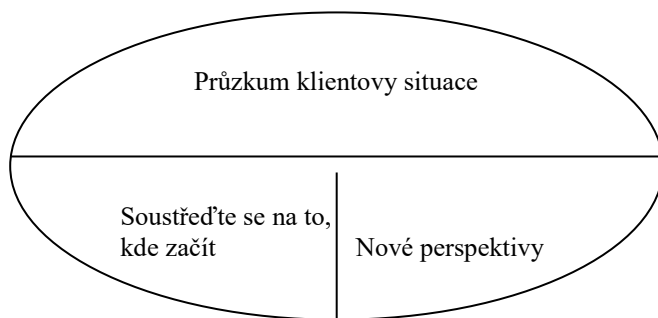 Průzkum klientovy situace
Soustřeďte se na to,
kde začít
Nové perspektivy